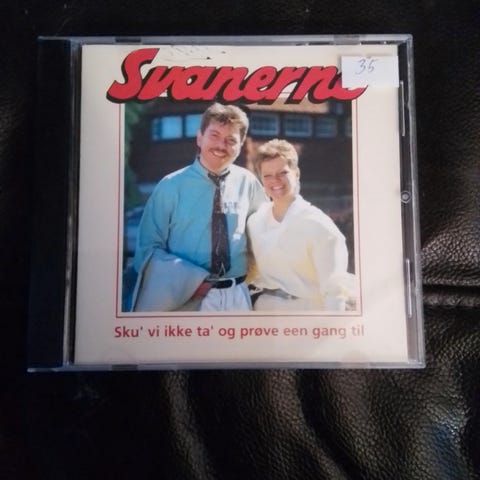 Svanerne
35
Sku' vi ikke ta' og prøve een gang til